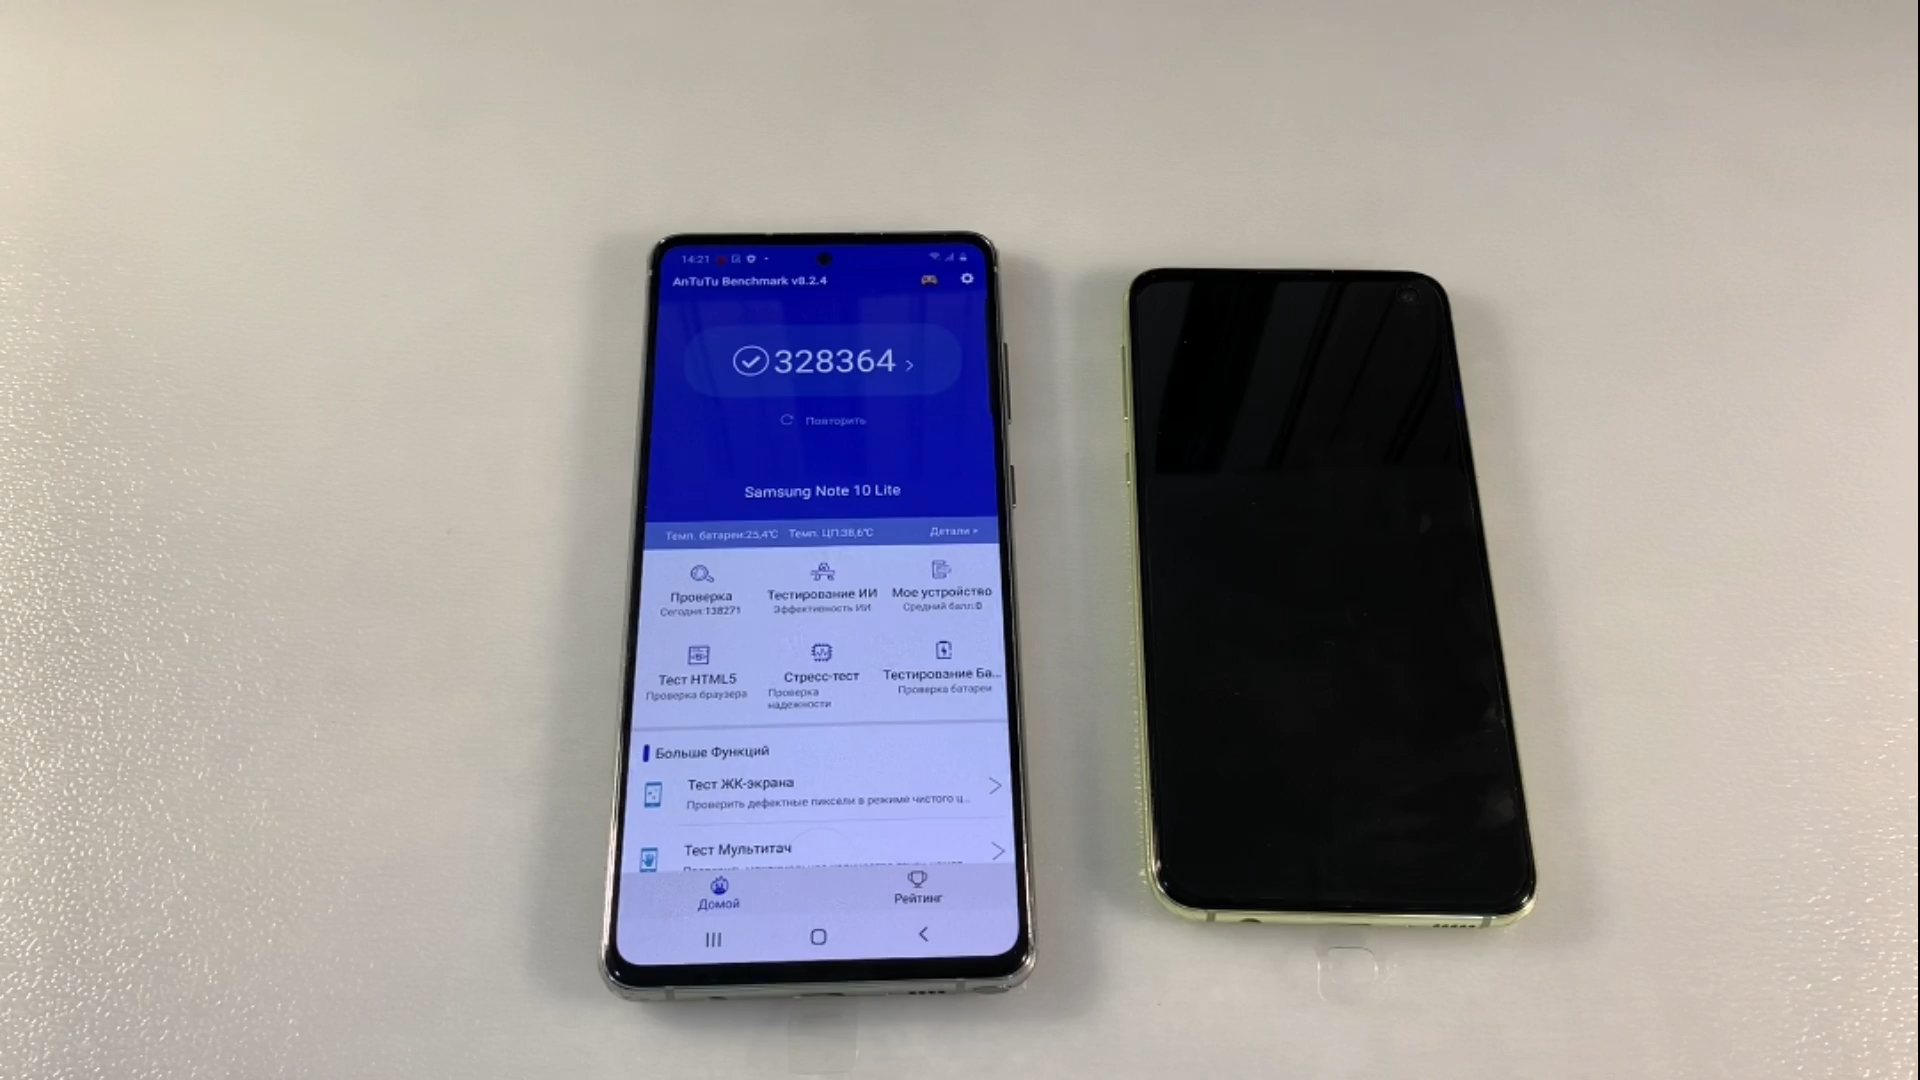 14:21
AnTuTu Benchmark v8.2.4
328364 >
Повторить
Samsung Note 10 Lite
Темп. батареи:25,4℃ Темп. ЦП:38,6℃ Детали >
Проверка Тестирование ИИ Мое устройство
Сегодня:138271 Эффективность ИИ Средний балл:0
Тест HTML5 Стресс-тест Тестирование Ба...
Проверка браузера Проверка надежности Проверка батареи
Больше Функций
Тест ЖК-экрана
Проверить дефектные пиксели в режиме чистого ц...
Тест Мультитач
Домой Рейтинг